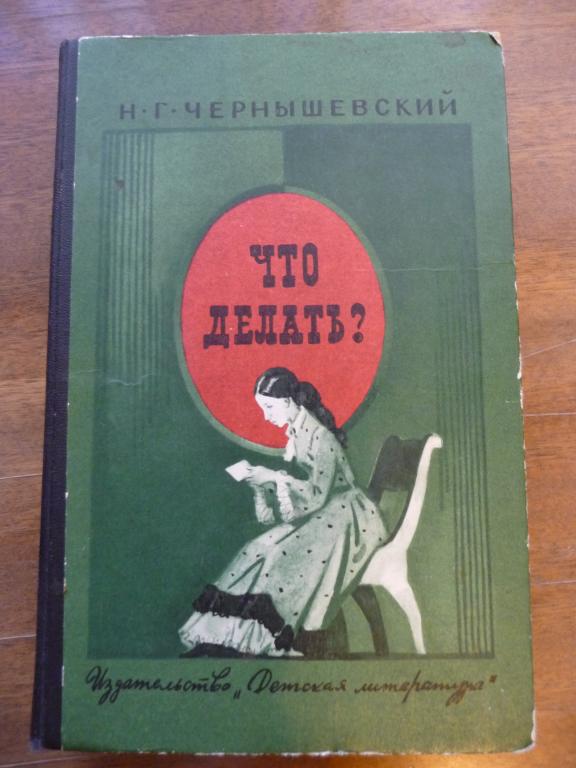 Н·Г·ЧЕРНЫШЕВСКИЙ
ЧТО
ДЕЛАТЬ?
Издательство „Детская литература“